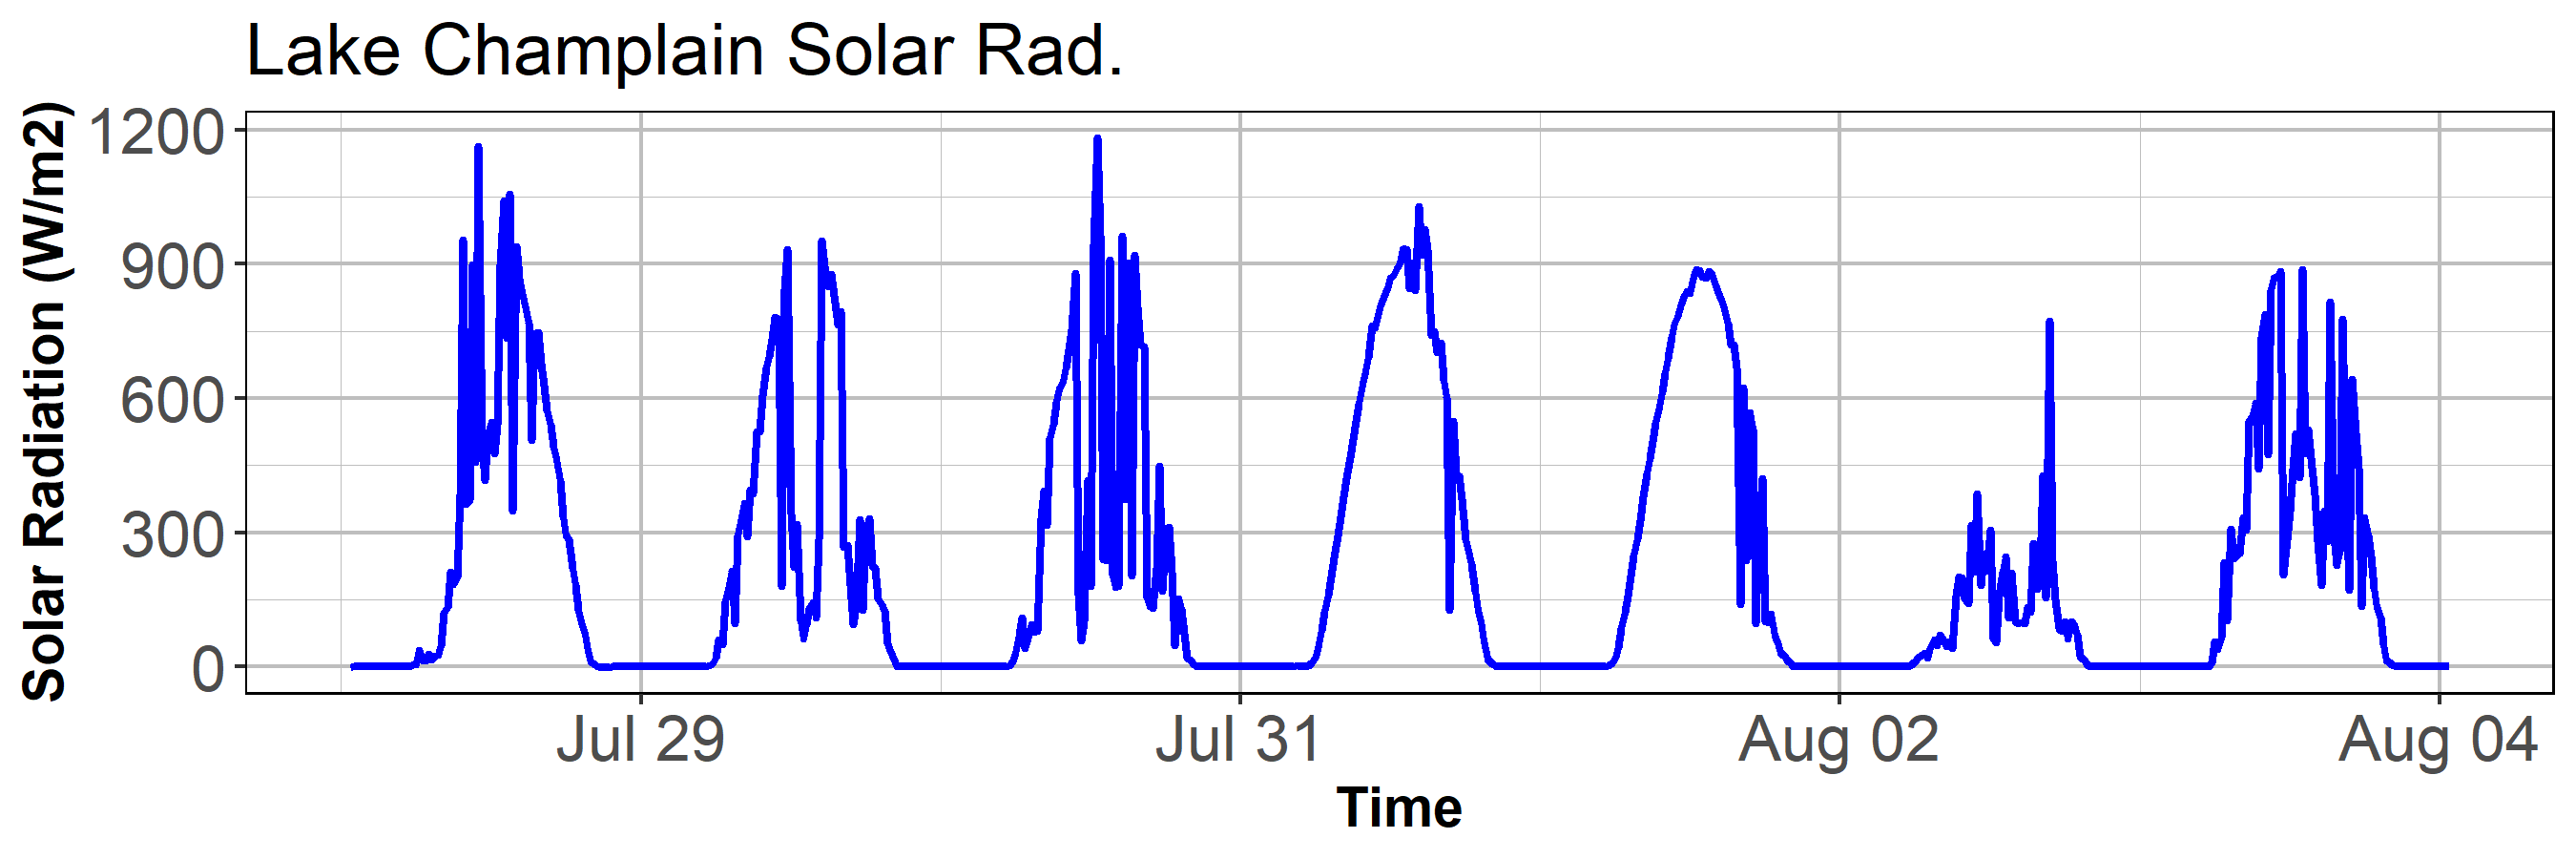 Lake Champlain Solar Rad.
Solar Radiation (W/m2)
1200
900
600
300
0
Jul 29 Jul 31 Aug 02 Aug 04
Time